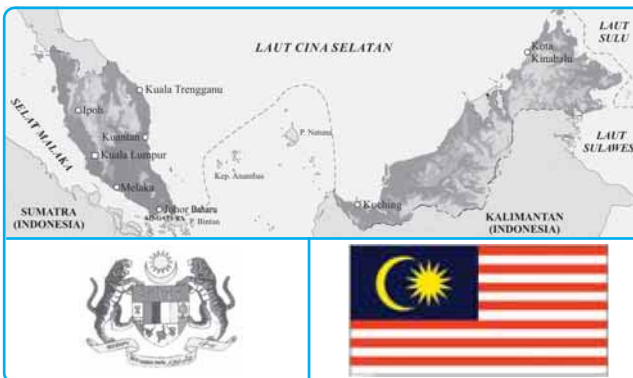 LAUT CINA SELATAN
LAUT
SULU
Kota
Kinabalu
Kuala Trengganu
Ipoh
SELAT MALAKA
Kuantan
P. Natuna
LAUT
SULAWES
Kuala Lumpur
Kep. Anambas
Melaka
Kuching
Johor Baharu
SUMATRA
(INDONESIA)
P. Bintan
KALIMANTAN
(INDONESIA)